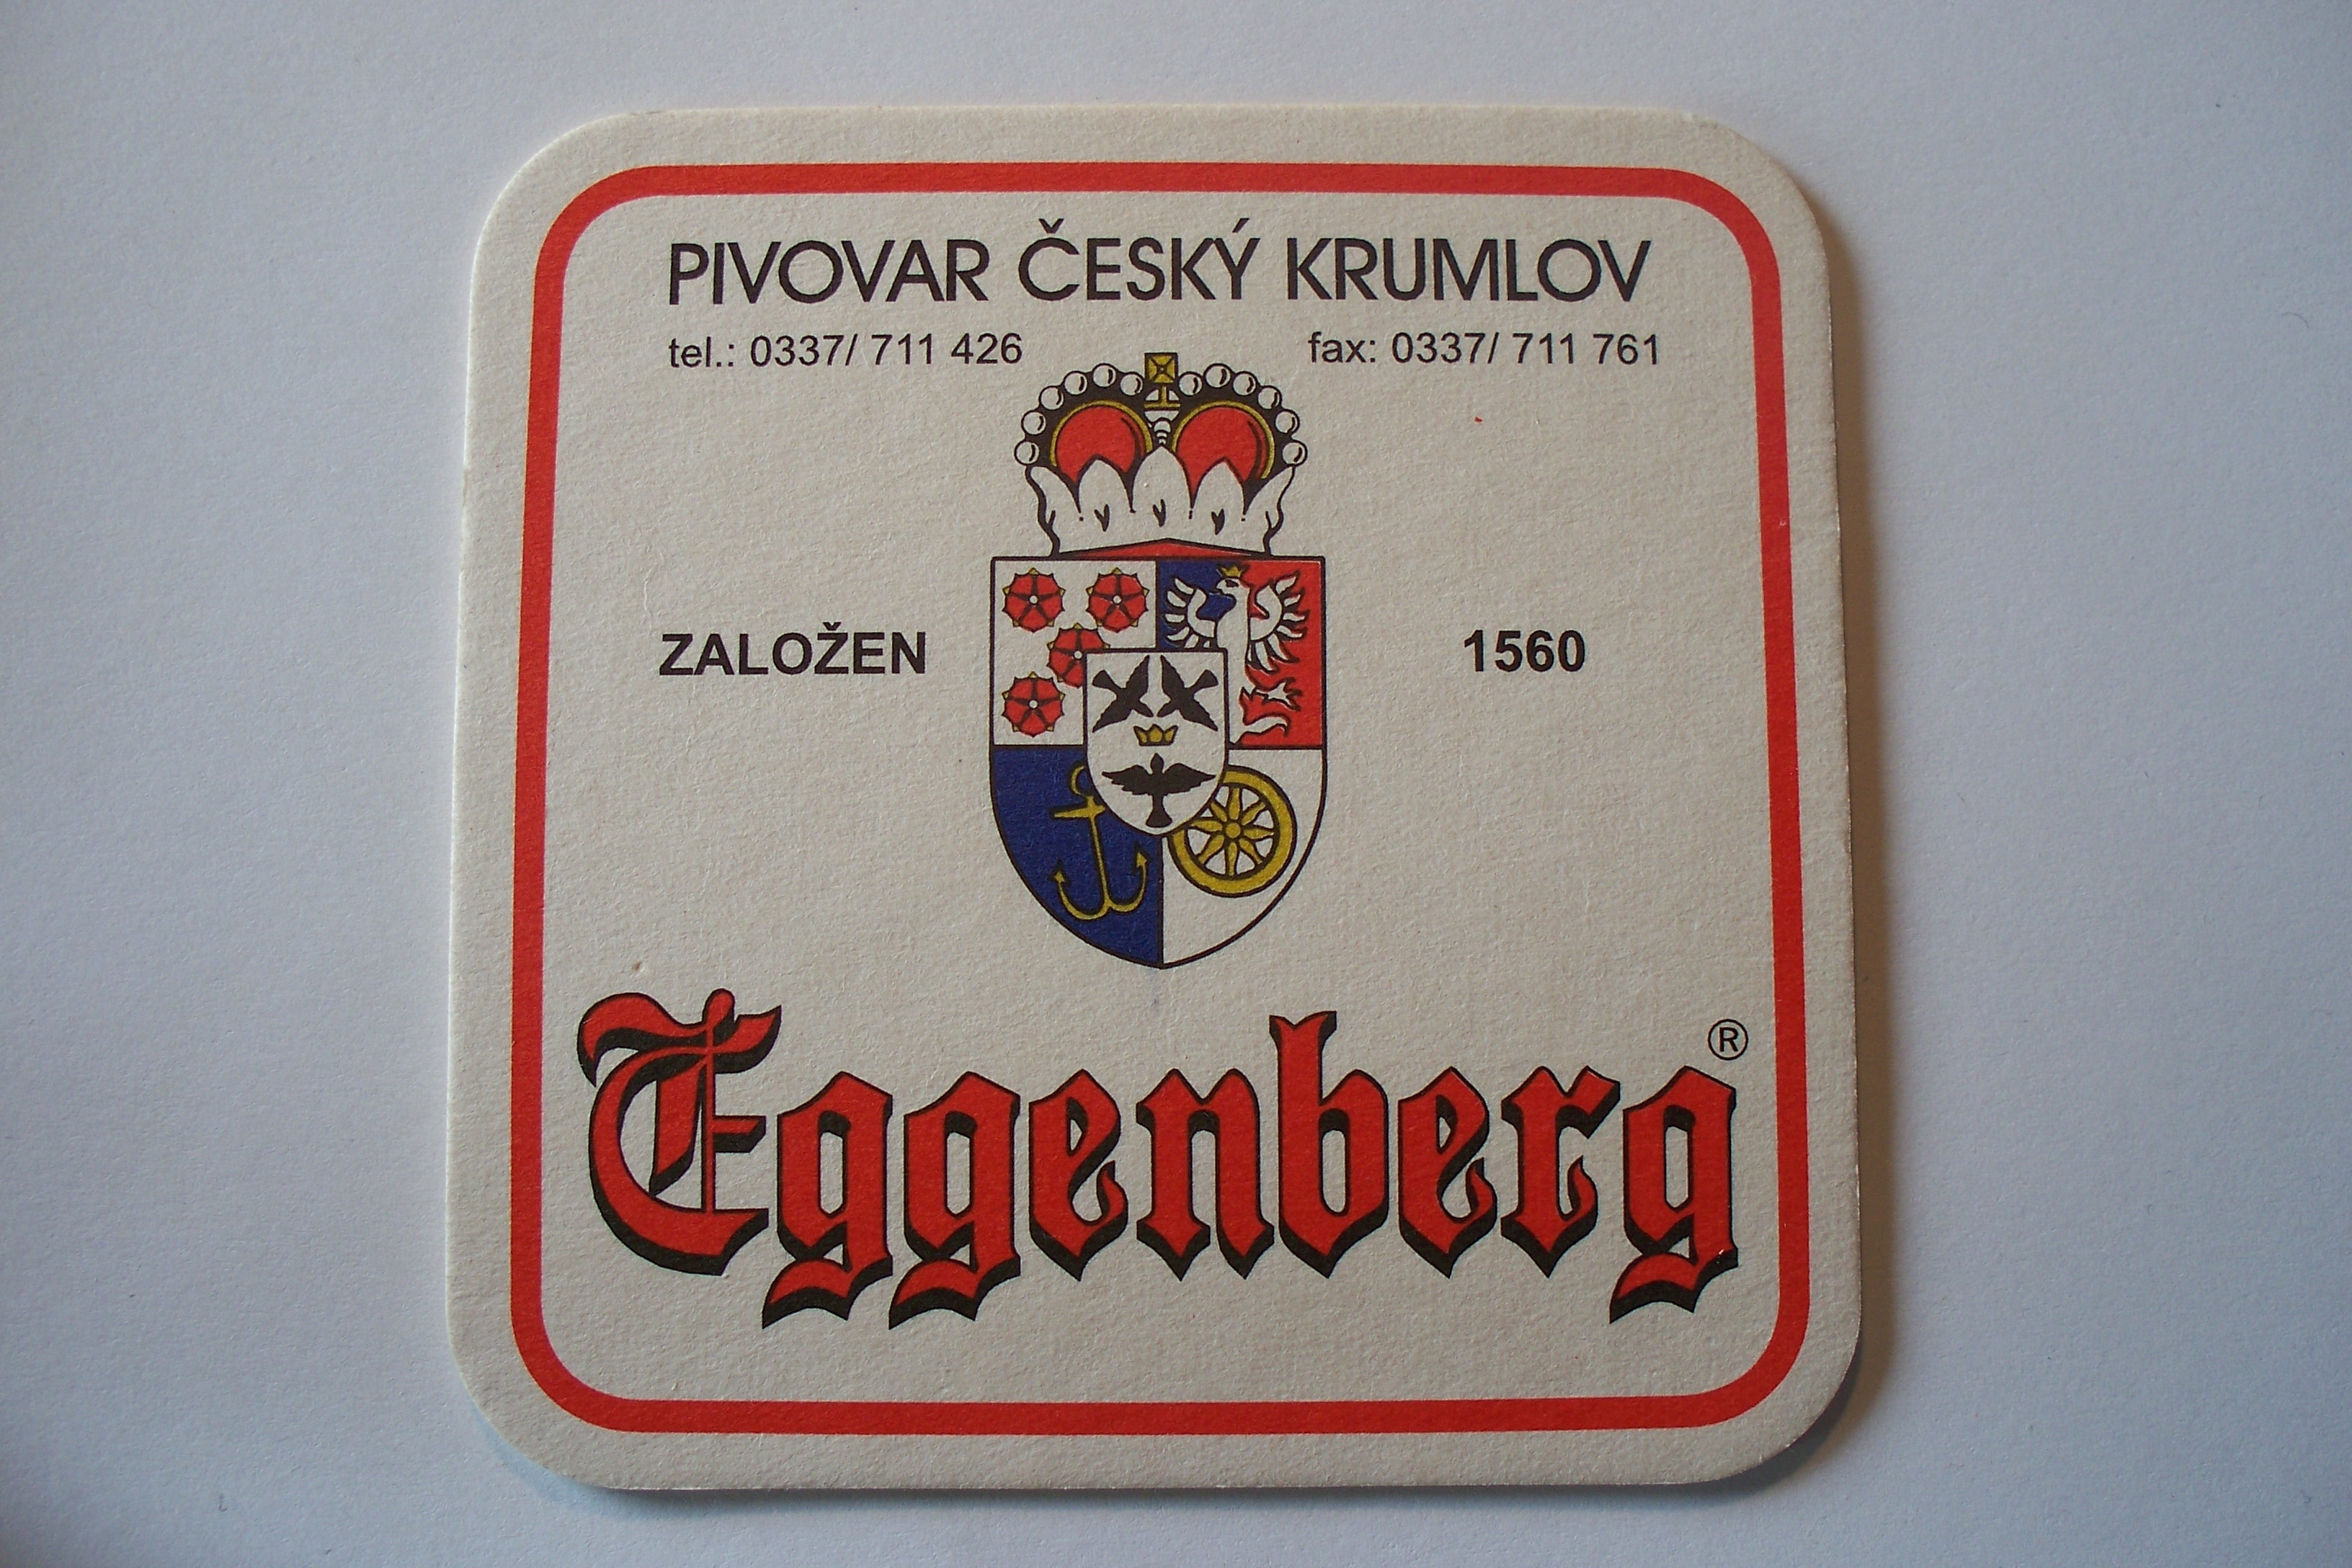 PIVOVAR ČESKÝ KRUMLOV
tel.: 0337/ 711 426 fax: 0337/ 711 761
ZALOŽEN 1560
Eggenberg ®